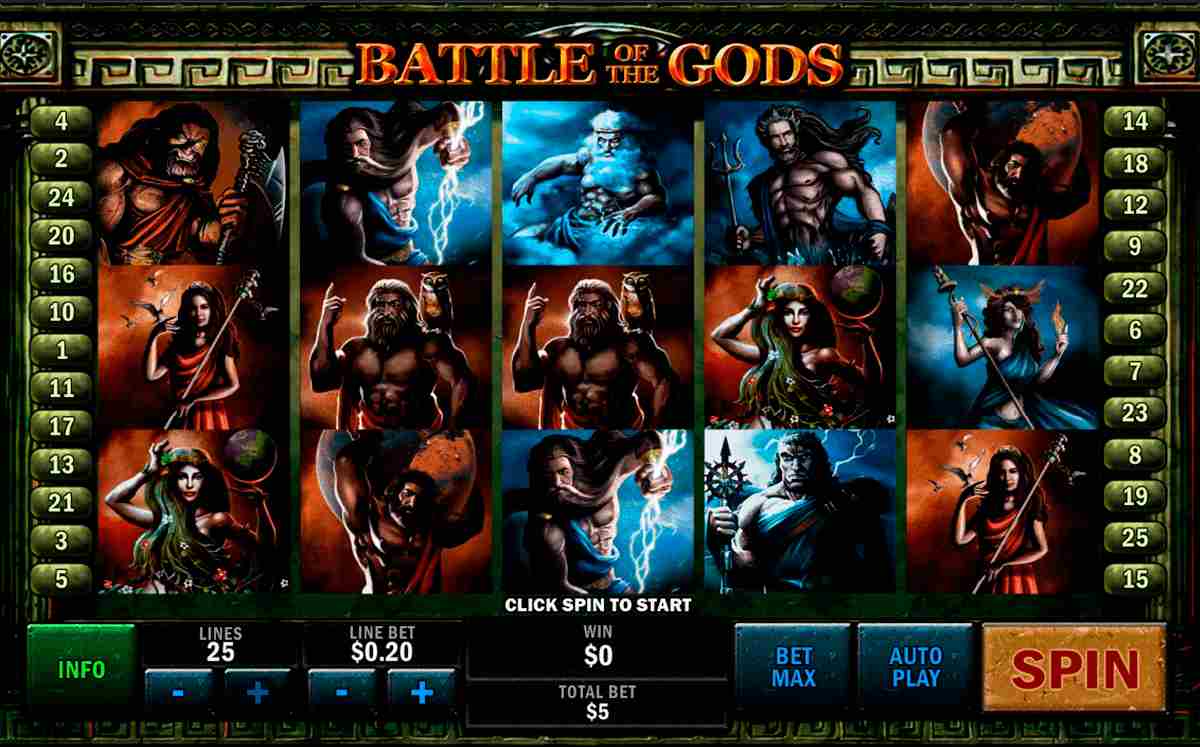 BATTLE OF THE GODS
4
2
24
20
16
10
1
11
17
13
21
3
5
14
18
12
9
22
6
7
23
8
19
25
15
CLICK SPIN TO START
INFO
LINES
25
- +
LINE BET
$0.20
- +
WIN
$0
TOTAL BET
$5
BET
MAX
AUTO
PLAY
SPIN